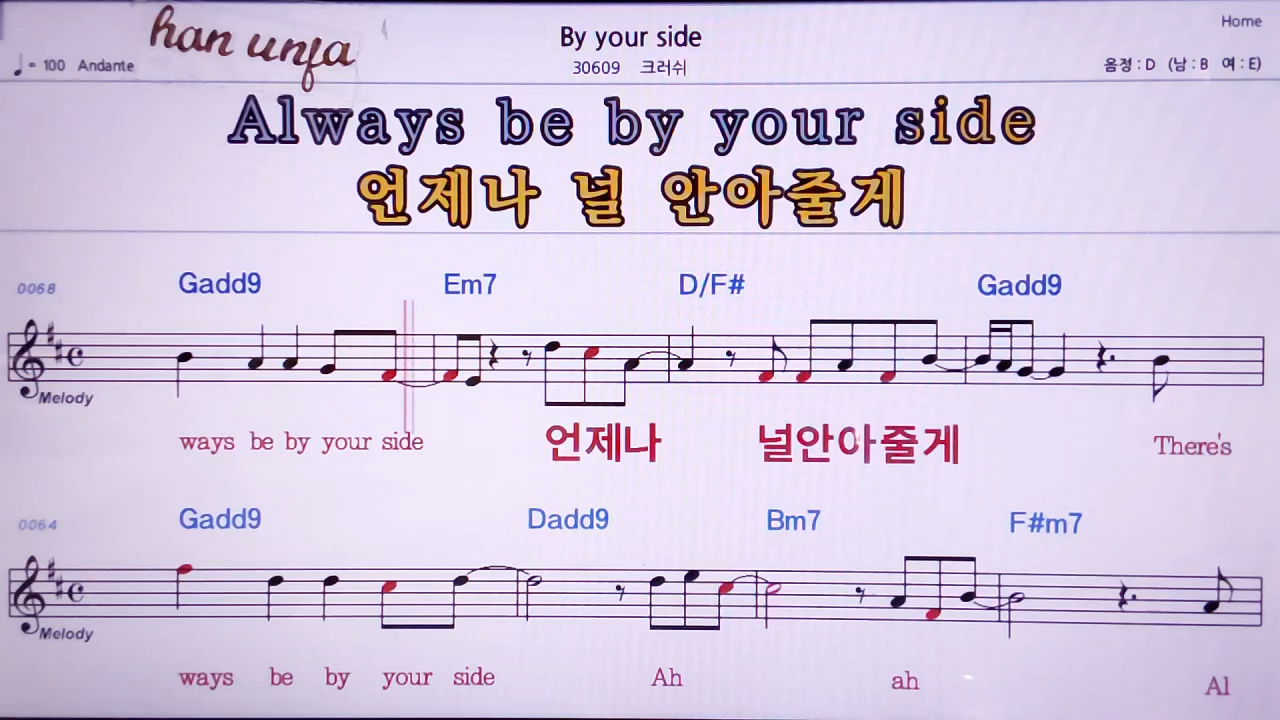 han unja
Home
By your side
♩= 100 Andante
30609 크러쉬
음정 : D (남 : B 여 : E)
Always be by your side
언제나 널 안아줄게
0068
Gadd9 Em7 D/F# Gadd9
Melody
ways be by your side 언제나 널안아줄게 There's
0064
Gadd9 Dadd9 Bm7 F#m7
Melody
ways be by your side Ah ah Al